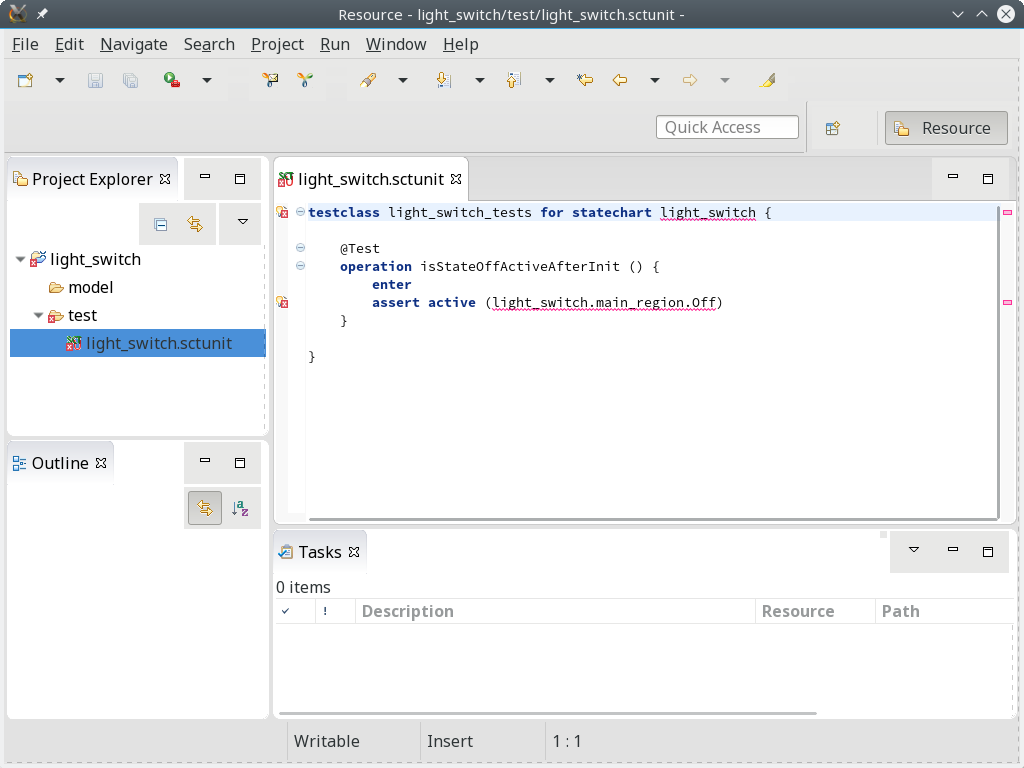 Resource - light_switch/test/light_switch.sctunit -
File Edit Navigate Search Project Run Window Help
Quick Access
Resource
Project Explorer
light_switch
model
test
light_switch.sctunit
Outline
light_switch.sctunit
testclass light_switch_tests for statechart light_switch {
@Test
operation isStateOffActiveAfterInit () {
enter
assert active (light_switch.main_region.Off)
}
}
Tasks
0 items
! Description Resource Path
Writable Insert 1 : 1